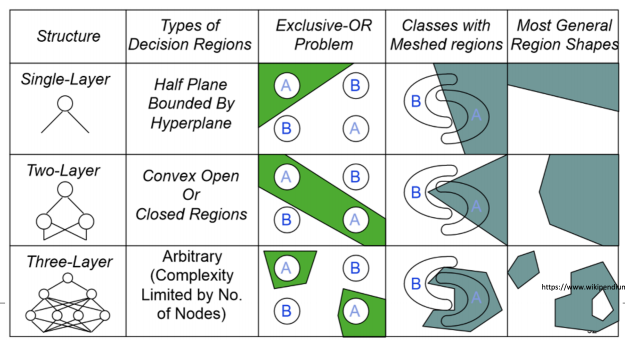 Structure
Types of
Decision Regions
Exclusive-OR
Problem
Classes with
Meshed regions
Most General
Region Shapes
Single-Layer
Half Plane
Bounded By
Hyperplane
A
B
B
A
B
A
Two-Layer
Convex Open
Or
Closed Regions
A
B
B
A
B
A
Three-Layer
Arbitrary
(Complexity
Limited by No.
of Nodes)
A
B
B
A
B
A
https://www.wikipendium